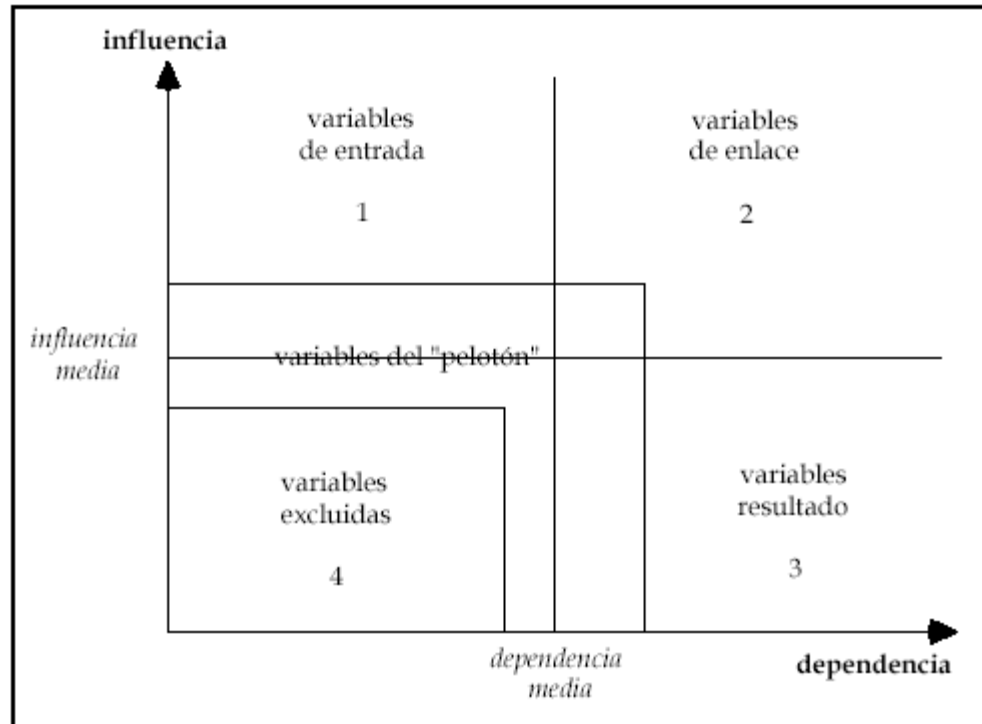 influencia
variables
de entrada
1
variables
de enlace
2
influencia
media
variables del "pelotón"
variables
excluidas
4
variables
resultado
3
dependencia
media
dependencia